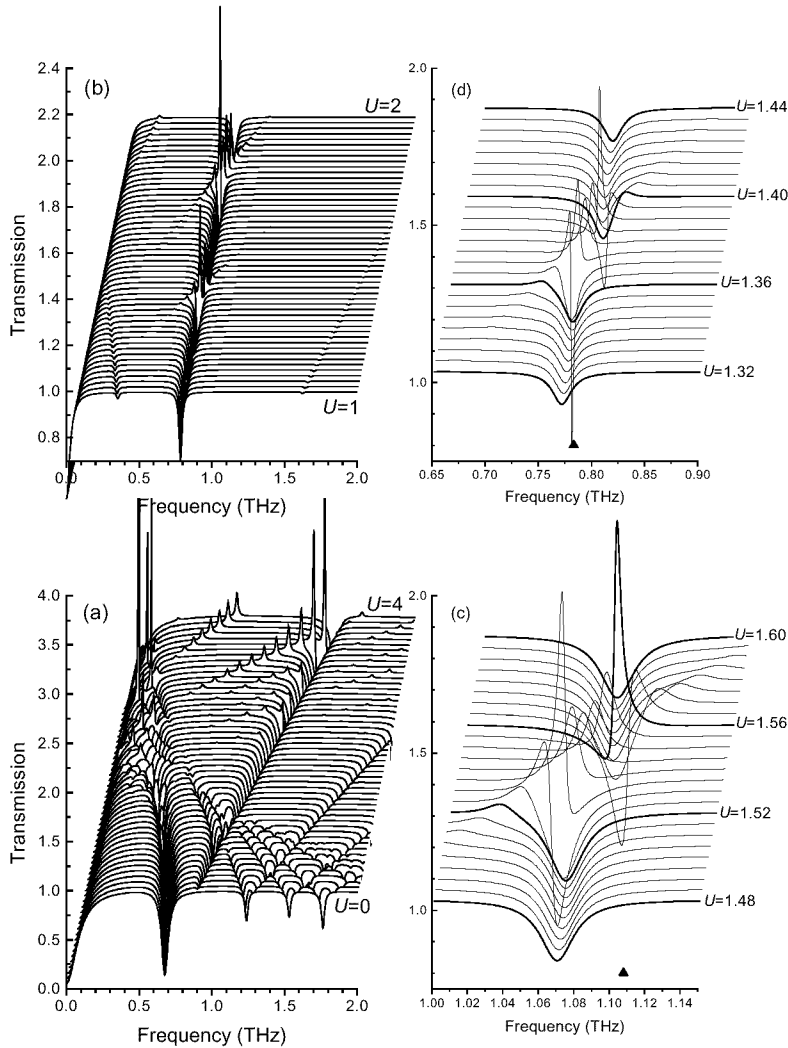 (b)
Transmission
2.4
2.2
2.0
1.8
1.6
1.4
1.2
1.0
0.8
U=2
U=1
0.0 0.5 1.0 1.5 2.0
Frequency (THz)
(d)
2.0
1.5
1.0
U=1.44
U=1.40
U=1.36
U=1.32
0.65 0.70 0.75 0.80 0.85 0.90
Frequency (THz)
(a)
Transmission
4.0
3.5
3.0
2.5
2.0
1.5
1.0
0.5
0.0
U=4
U=0
0.0 0.5 1.0 1.5 2.0
Frequency (THz)
(c)
2.0
1.5
1.0
U=1.60
U=1.56
U=1.52
U=1.48
1.00 1.02 1.04 1.06 1.08 1.10 1.12 1.14
Frequency (THz)